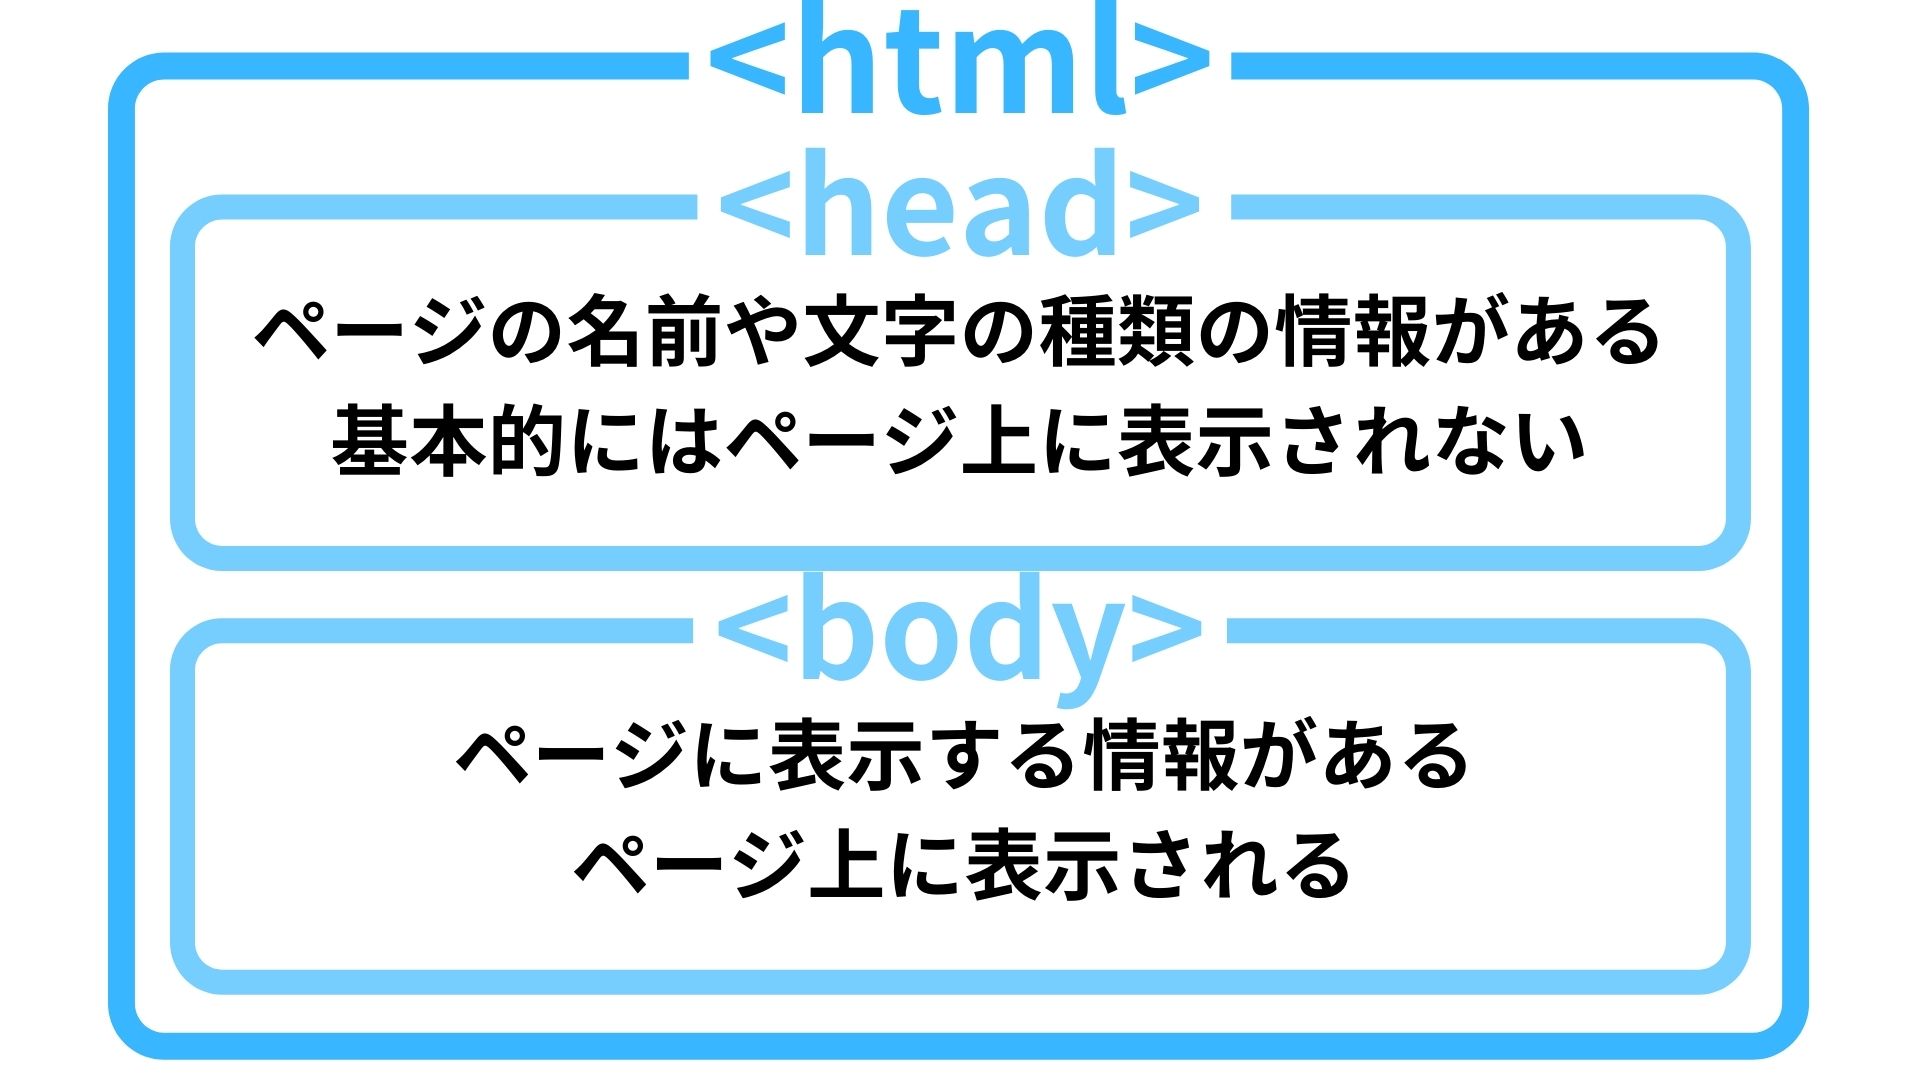 <html>
<head>
ページの名前や文字の種類の情報がある
基本的にはページ上に表示されない
<body>
ページに表示する情報がある
ページ上に表示される